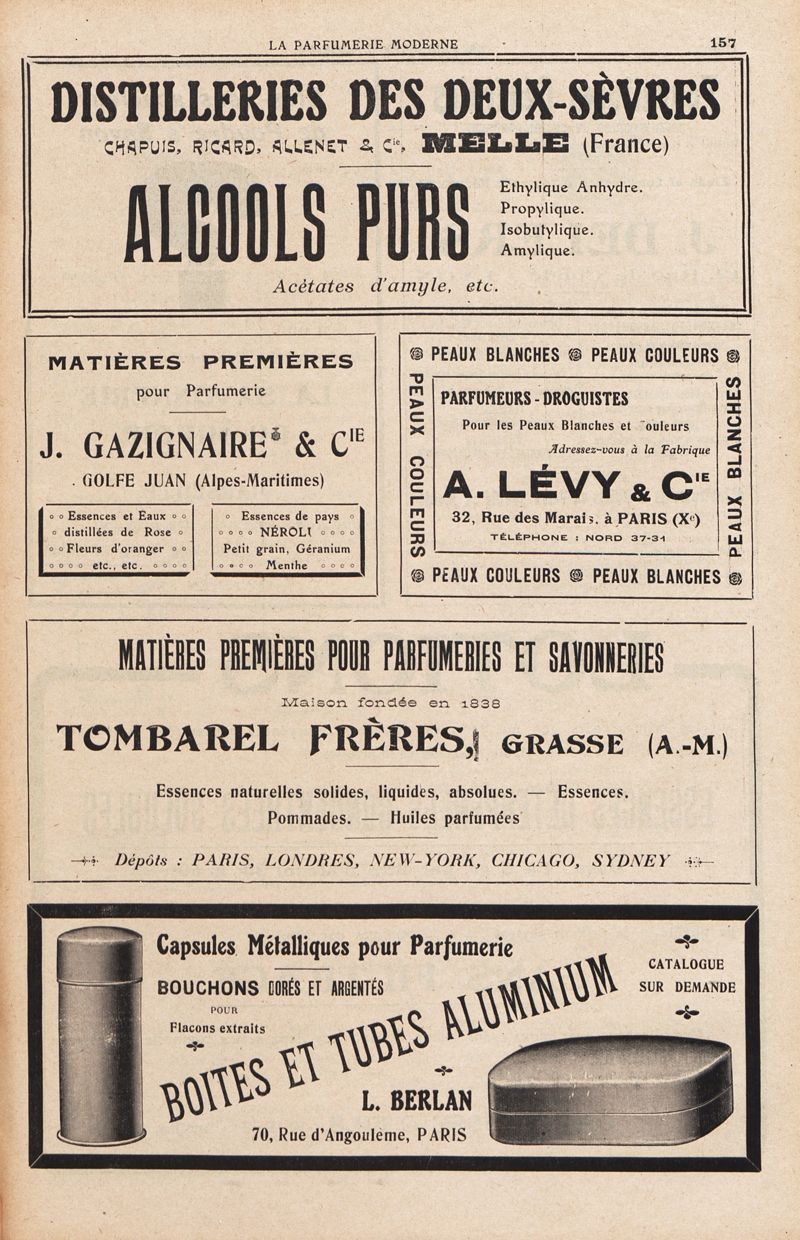 LA PARFUMERIE MODERNE
157
DISTILLERIES DES DEUX-SÈVRES
CHAPUIS, RICARD, ALLENET & Cie, MELLE (France)
ALCOOLS PURS
Ethylique Anhydre.
Propylique.
Isobutylique.
Amylique.
Acétates d'amyle, etc.
MATIÈRES PREMIÈRES
pour Parfumerie
J. GAZIGNAIRE & CIE
GOLFE JUAN (Alpes-Maritimes)
Essences et Eaux
distillées de Rose
Fleurs d'oranger
etc., etc.
Essences de pays
NÉROLI
Petit grain, Géranium
Menthe
PEAUX BLANCHES PEAUX COULEURS
PEAUX COULEURS
PEAUX BLANCHES
PARFUMEURS-DROGUISTES
Pour les Peaux Blanches et ouleurs
Adressez-vous à la Fabrique
A. LÉVY & CIE
32, Rue des Marais, à PARIS (Xe)
TÉLÉPHONE : NORD 37-31
PEAUX COULEURS PEAUX BLANCHES
MATIÈRES PREMIÈRES POUR PARFUMERIES ET SAVONNERIES
Maison fondée en 1838
TOMBAREL FRÈRES, GRASSE (A.-M.)
Essences naturelles solides, liquides, absolues. — Essences.
Pommades. — Huiles parfumées
Dépôts : PARIS, LONDRES, NEW-YORK, CHICAGO, SYDNEY
Capsules Métalliques pour Parfumerie
BOUCHONS DORÉS ET ARGENTÉS
POUR
Flacons extraits
BOITES ET TUBES ALUMINIUM
CATALOGUE
SUR DEMANDE
L. BERLAN
70, Rue d'Angoulème, PARIS